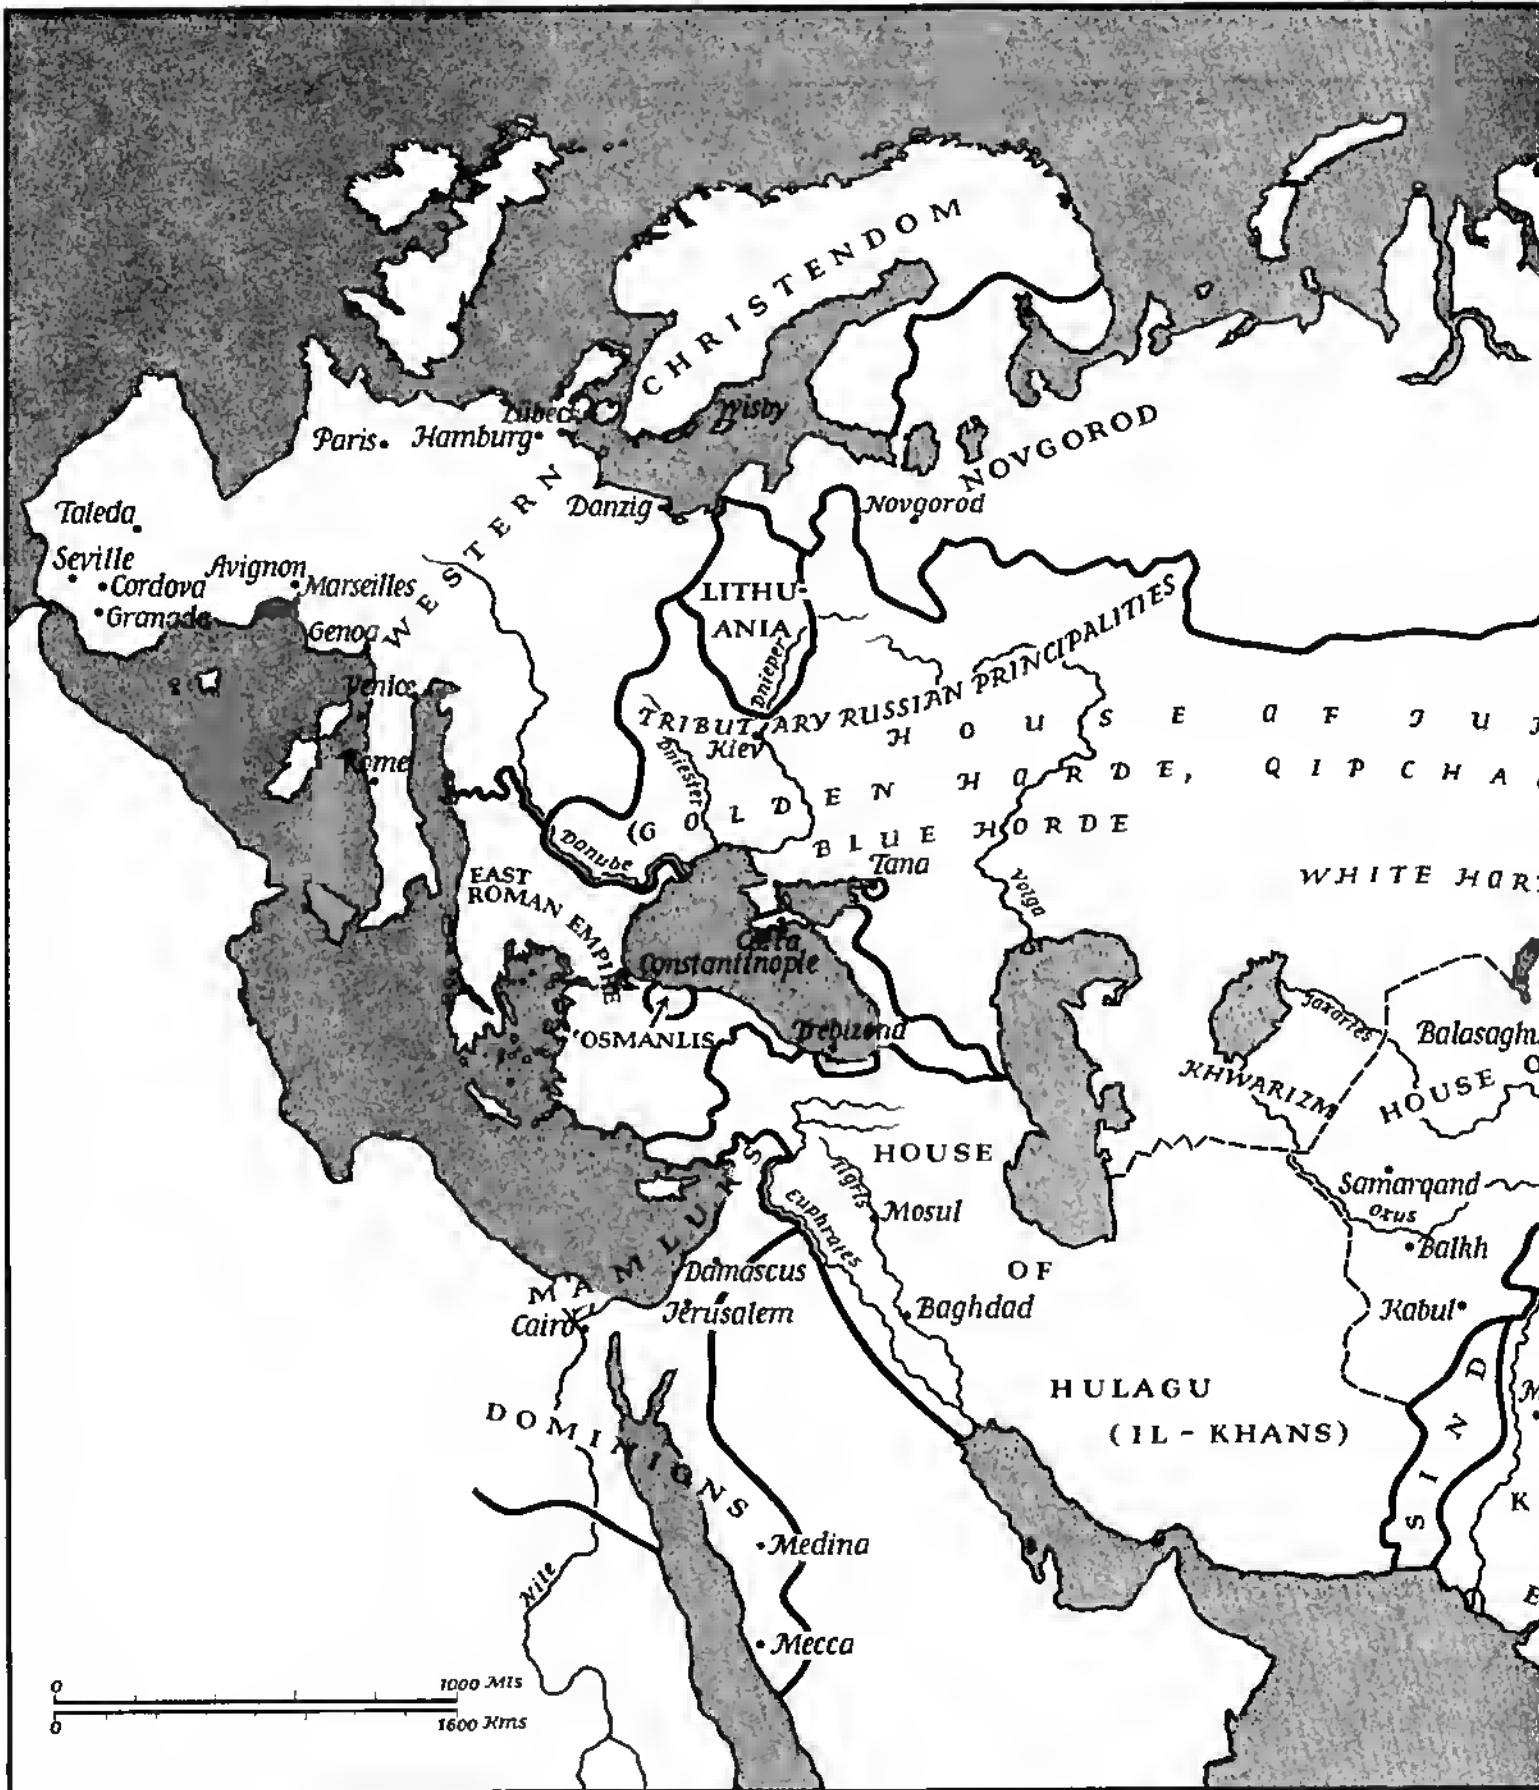 WESTERN CHRISTENDOM
Lübeck
Wisby
Paris
Hamburg
NOVGOROD
Danzig
Novgorod
Taleda
Seville
Cordova
Avignon
Marseilles
Granada
Genoa
LITHU-
ANIA
Dnieper
Venice
TRIBUTARY RUSSIAN PRINCIPALITIES
Kiev
HOUSE OF JU
Rome
Dniester
(GOLDEN HORDE, QIPCHA
BLUE HORDE
Danube
Tana
WHITE HOR
EAST
ROMAN EMPIRE
Volga
Caffa
Constantinople
'OSMANLIS
Trebizond
Jaxartes
Balasagh
KHWARIZM
HOUSE O
HOUSE
Tigris
Samarqand
Mosul
Euphrates
Oxus
Balkh
OF
MAMLUKS
Damascus
Jerusalem
Cairo
Baghdad
Kabul
HULAGU
(IL-KHANS)
SIND
M
K
DOMINIONS
Medina
Nile
E
Mecca
0 1000 Mls
0 1600 Kms